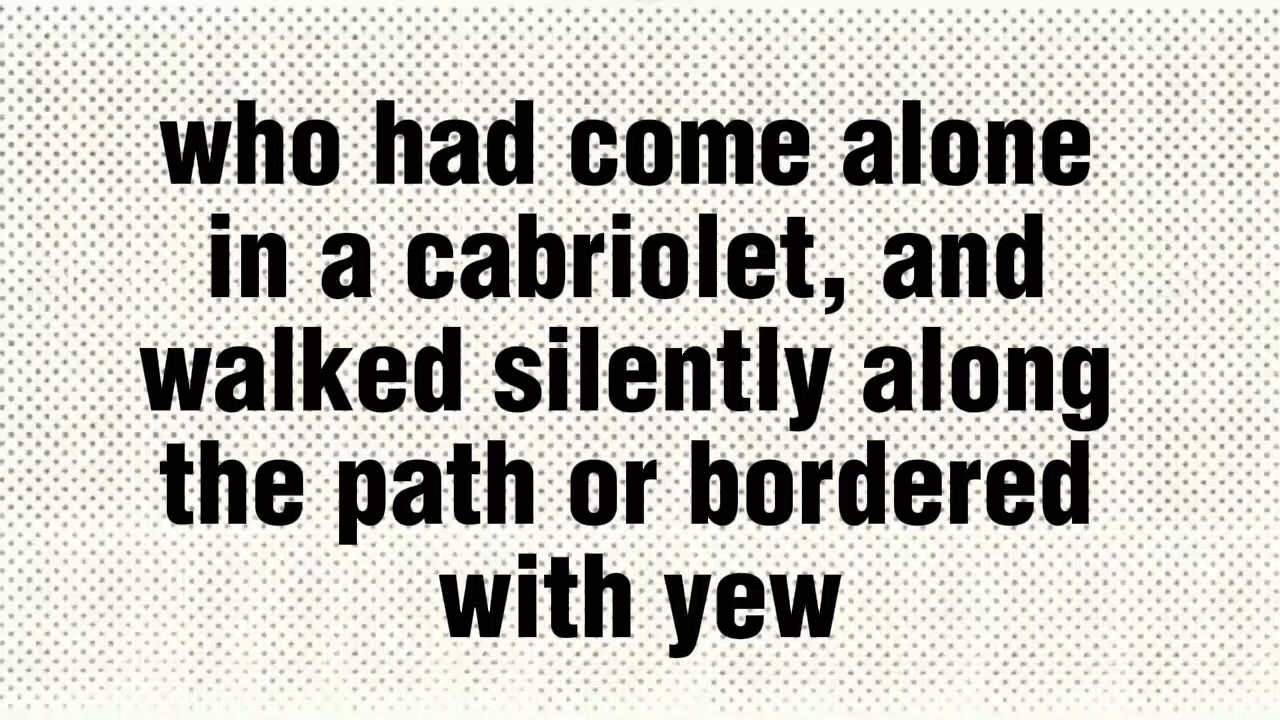 who had come alone
in a cabriolet, and
walked silently along
the path or bordered
with yew